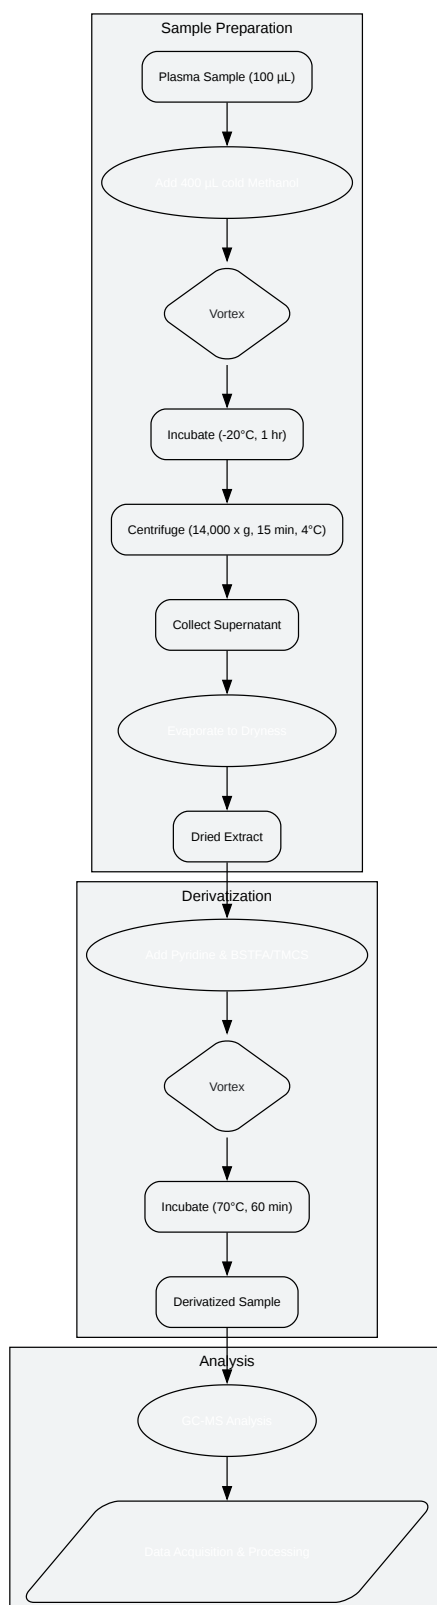 Sample Preparation
Plasma Sample (100 µL)
Add 400 µL cold Methanol
Vortex
Incubate (-20°C, 1 hr)
Centrifuge (14,000 x g, 15 min, 4°C)
Collect Supernatant
Evaporate to Dryness
Dried Extract
Derivatization
Add Pyridine & BSTFA/TMCS
Vortex
Incubate (70°C, 60 min)
Derivatized Sample
Analysis
GC-MS Analysis
Data Acquisition & Processing